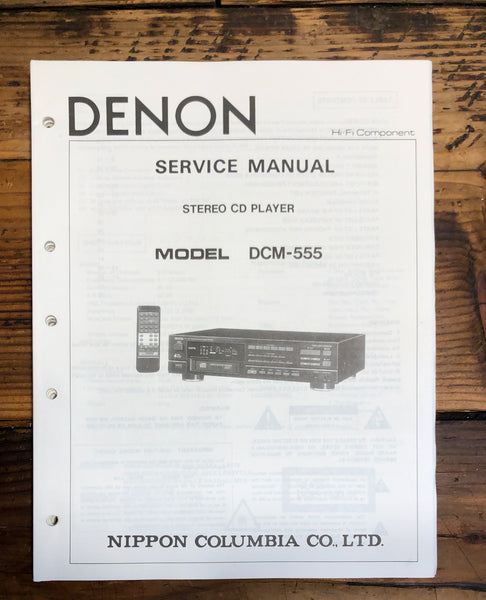 DENON
Hi-Fi Component
SERVICE MANUAL
STEREO CD PLAYER
MODEL DCM-555
NIPPON COLUMBIA CO., LTD.